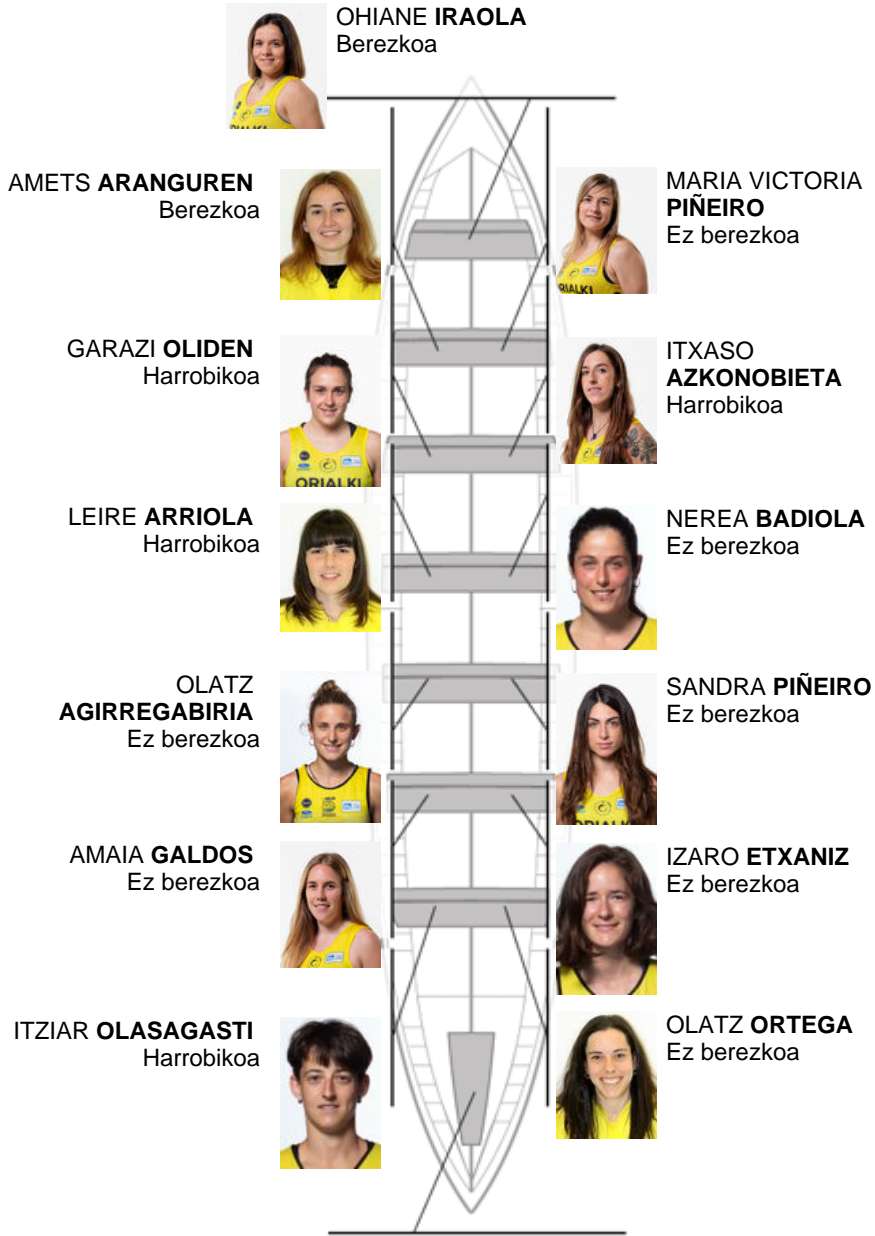 OHIANE IRAOLA
Berezkoa
AMETS ARANGUREN
Berezkoa
MARIA VICTORIA
PIÑEIRO
Ez berezkoa
GARAZI OLIDEN
Harrobikoa
ITXASO
AZKONOBIETA
Harrobikoa
ORIALKI
LEIRE ARRIOLA
Harrobikoa
NEREA BADIOLA
Ez berezkoa
OLATZ
AGIRREGABIRIA
Ez berezkoa
SANDRA PIÑEIRO
Ez berezkoa
AMAIA GALDOS
Ez berezkoa
IZARO ETXANIZ
Ez berezkoa
ITZIAR OLASAGASTI
Harrobikoa
OLATZ ORTEGA
Ez berezkoa